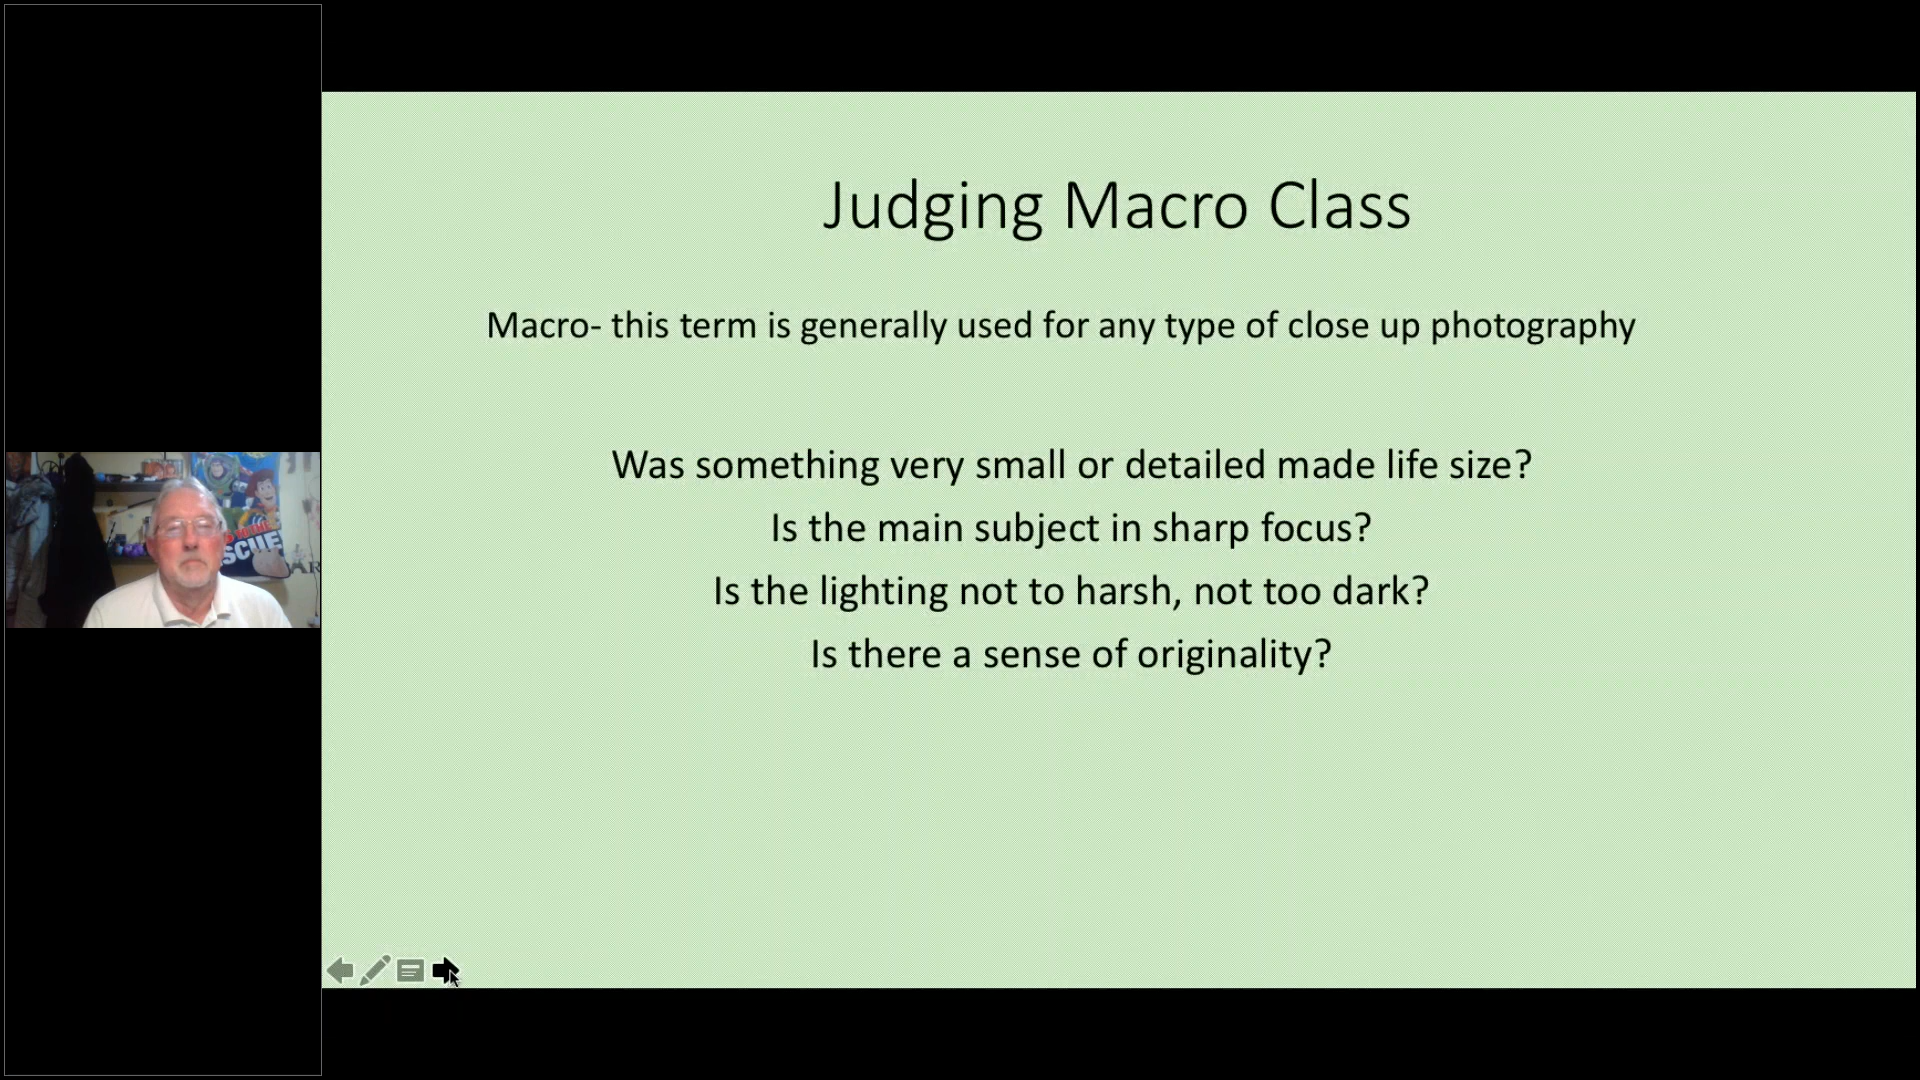 Judging Macro Class
Macro- this term is generally used for any type of close up photography
Was something very small or detailed made life size?
Is the main subject in sharp focus?
Is the lighting not to harsh, not too dark?
Is there a sense of originality?
SCUE